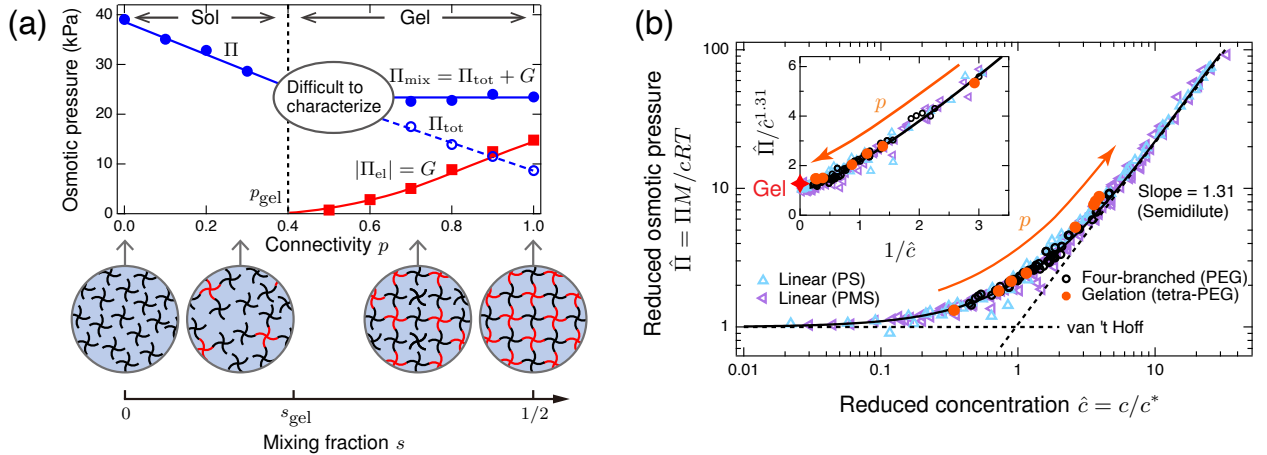 (a)
Sol
Gel
Osmotic pressure (kPa)
40
30
20
10
0
Π
Difficult to
characterize
Π_mix = Π_tot + G
Π_tot
|Π_el| = G
p_gel
0.0
0.2
0.4
0.6
0.8
1.0
Connectivity p
0
s_gel
1/2
Mixing fraction s
(b)
Reduced osmotic pressure
Π̂ = ΠM/cRT
100
10
1
6
4
2
0
Π̂/ĉ^1.31
p
Gel
0
1
2
3
1/ĉ
p
Slope = 1.31
(Semidilute)
Linear (PS)
Linear (PMS)
Four-branched (PEG)
Gelation (tetra-PEG)
van 't Hoff
0.01
0.1
1
10
Reduced concentration ĉ = c/c*